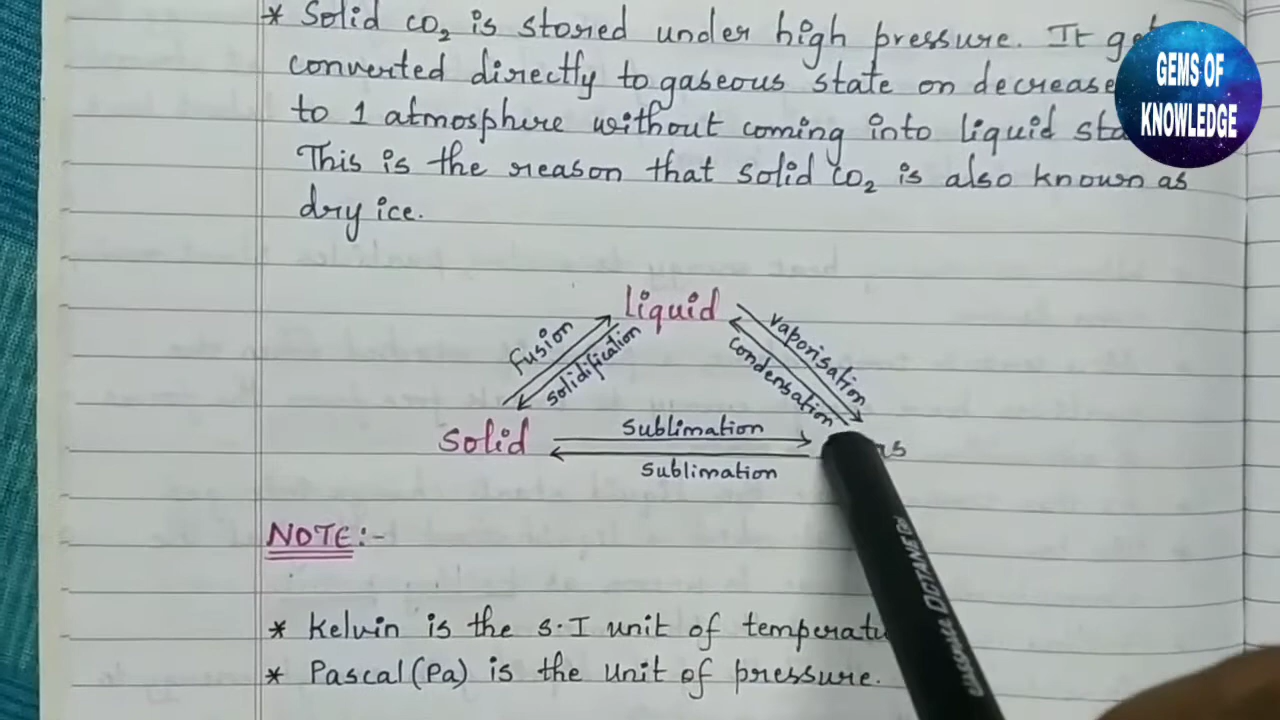 * Solid CO2 is stored under high pressure. It
converted directly to gaseous state on decrease
to 1 atmosphere without coming into liquid
This is the reason that solid CO2 is also known as
dry ice.
Liquid
Fusion
Solidification
Vaporisation
Condensation
Solid
Sublimation
Sublimation
NOTE:-
* Kelvin is the S.I unit of
* Pascal(Pa) is the unit of pressure.
GEMS OF
KNOWLEDGE
OCTANE Gel